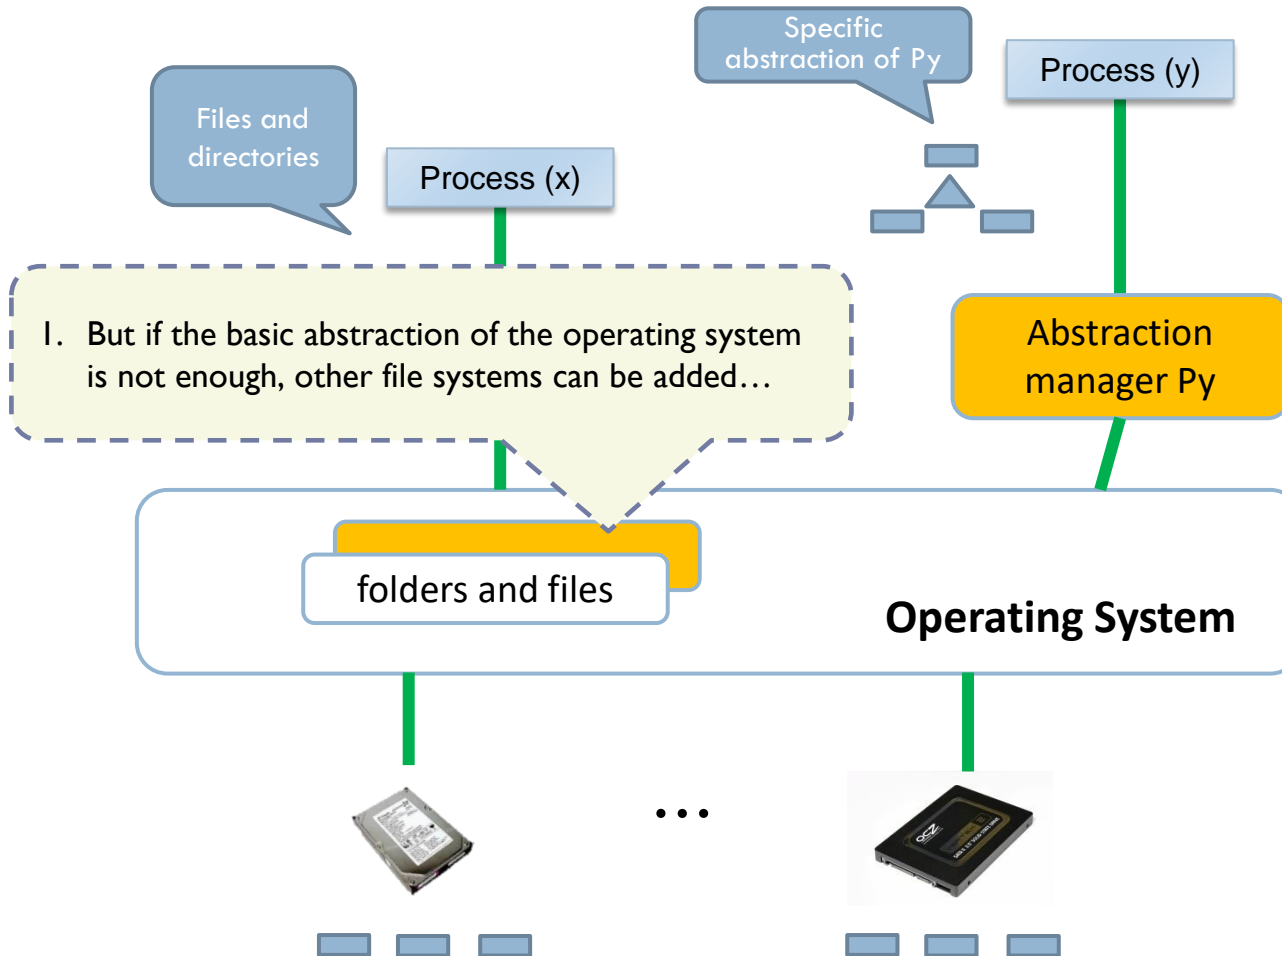 Specific
abstraction of Py
Process (y)
Files and
directories
Process (x)
1. But if the basic abstraction of the operating system
is not enough, other file systems can be added…
Abstraction
manager Py
folders and files
Operating System
...
OCZ